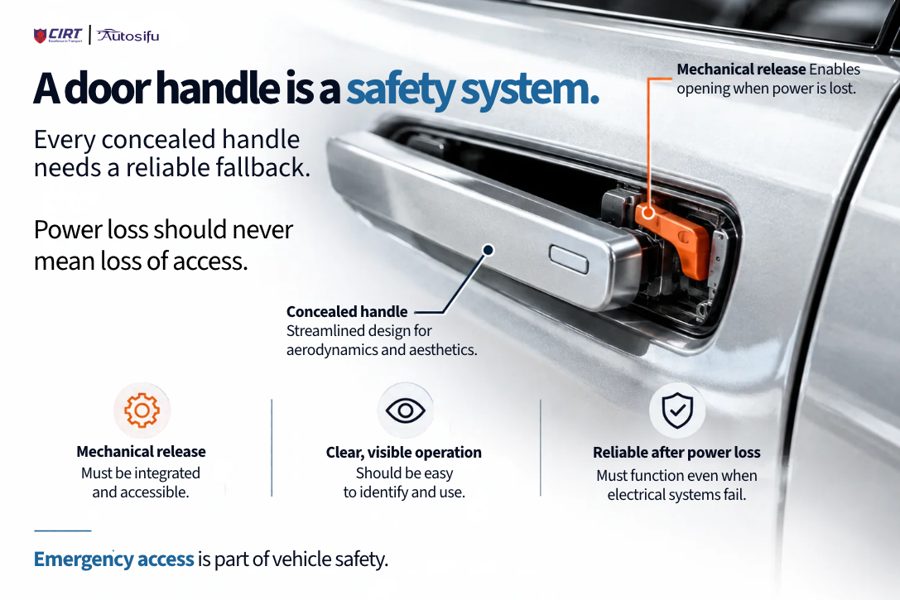 CIRT
Autosifu
A door handle is a safety system.
Every concealed handle
needs a reliable fallback.
Power loss should never
mean loss of access.
Mechanical release Enables
opening when power is lost.
Concealed handle
Streamlined design for
aerodynamics and aesthetics.
Mechanical release
Must be integrated
and accessible.
Clear, visible operation
Should be easy
to identify and use.
Reliable after power loss
Must function even when
electrical systems fail.
Emergency access is part of vehicle safety.